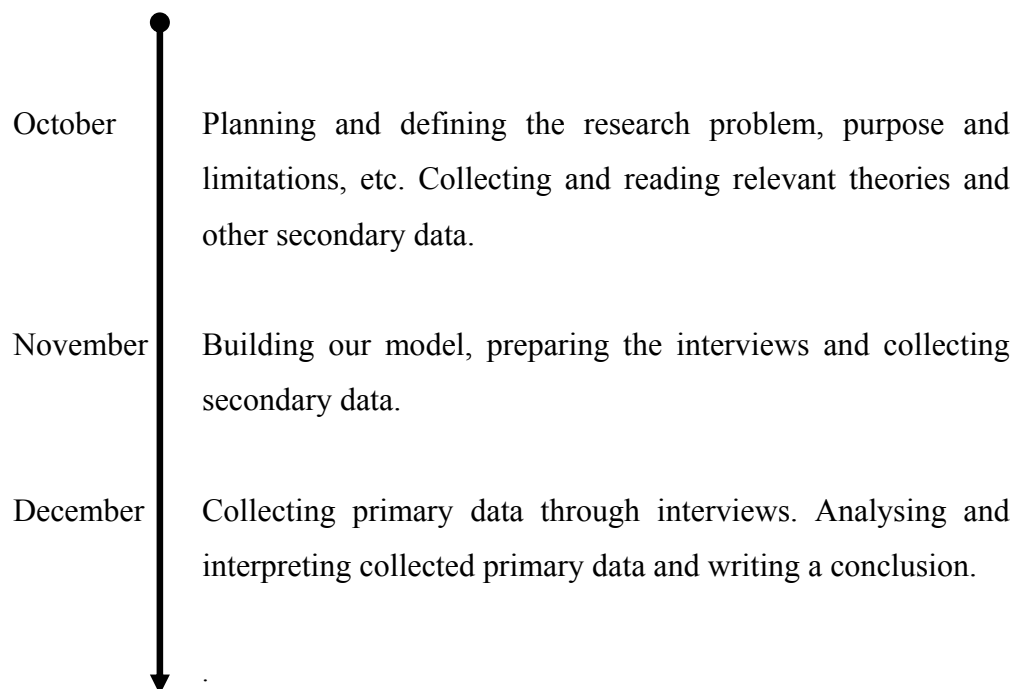 October Planning and defining the research problem, purpose and
limitations, etc. Collecting and reading relevant theories and
other secondary data.
November Building our model, preparing the interviews and collecting
secondary data.
December Collecting primary data through interviews. Analysing and
interpreting collected primary data and writing a conclusion.
.